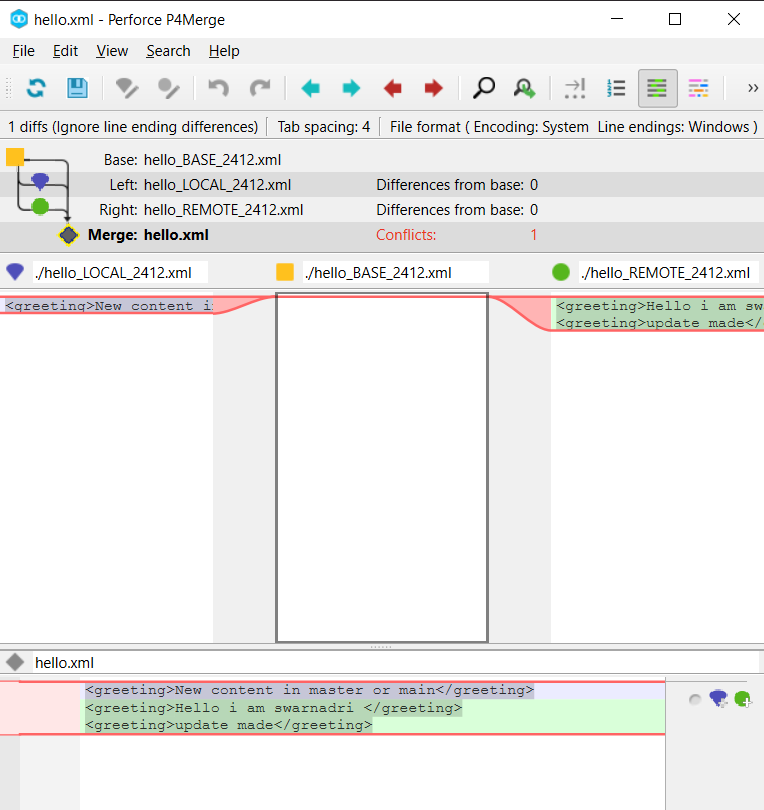 hello.xml - Perforce P4Merge
File Edit View Search Help
1 diffs (Ignore line ending differences) Tab spacing: 4 File format ( Encoding: System Line endings: Windows )
Base: hello_BASE_2412.xml
Left: hello_LOCAL_2412.xml Differences from base: 0
Right: hello_REMOTE_2412.xml Differences from base: 0
Merge: hello.xml Conflicts: 1
./hello_LOCAL_2412.xml ./hello_BASE_2412.xml ./hello_REMOTE_2412.xml
<greeting>New content i <greeting>Hello i am sw
<greeting>update made</
hello.xml
<greeting>New content in master or main</greeting>
<greeting>Hello i am swarnadri </greeting>
<greeting>update made</greeting>